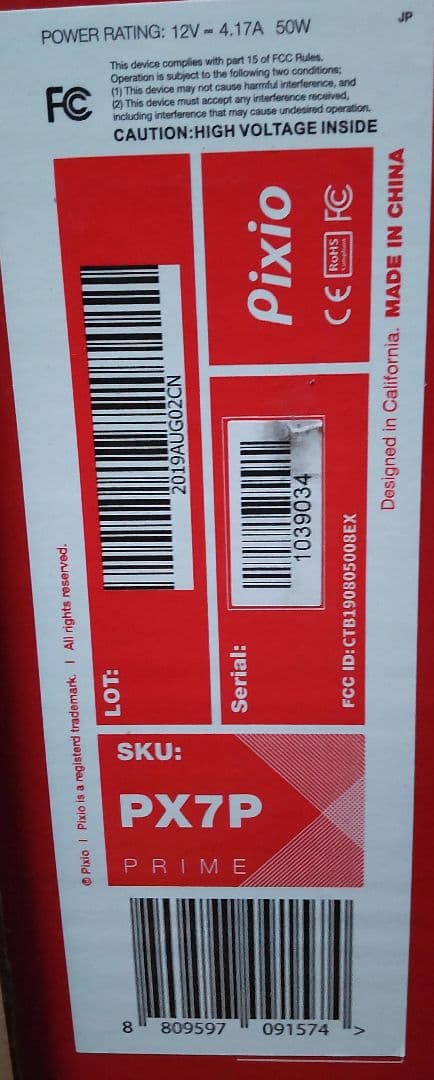 JP
POWER RATING: 12V⎓4.17A 50W
FC
This device complies with part 15 of FCC Rules.
Operation is subject to the following two conditions;
(1) This device may not cause harmful interference, and
(2) This device must accept any interference received,
including interference that may cause undesired operation.
CAUTION:HIGH VOLTAGE INSIDE
LOT:
2019AUG02CN
Pixio
CE
RoHS
Compliant
FC
Serial:
1039034
FCC ID:CTB190805008EX
Designed in California. MADE IN CHINA
© Pixio | Pixio is a registerd trademark. | All rights reserved.
SKU:
PX7P
PRIME
8 809597 091574 >